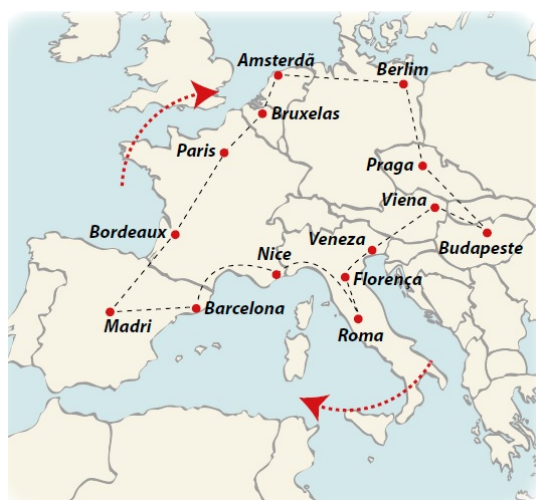 Amsterdã
Berlim
Bruxelas
Paris
Praga
Viena
Bordeaux
Nice
Veneza
Budapeste
Florença
Madri
Barcelona
Roma